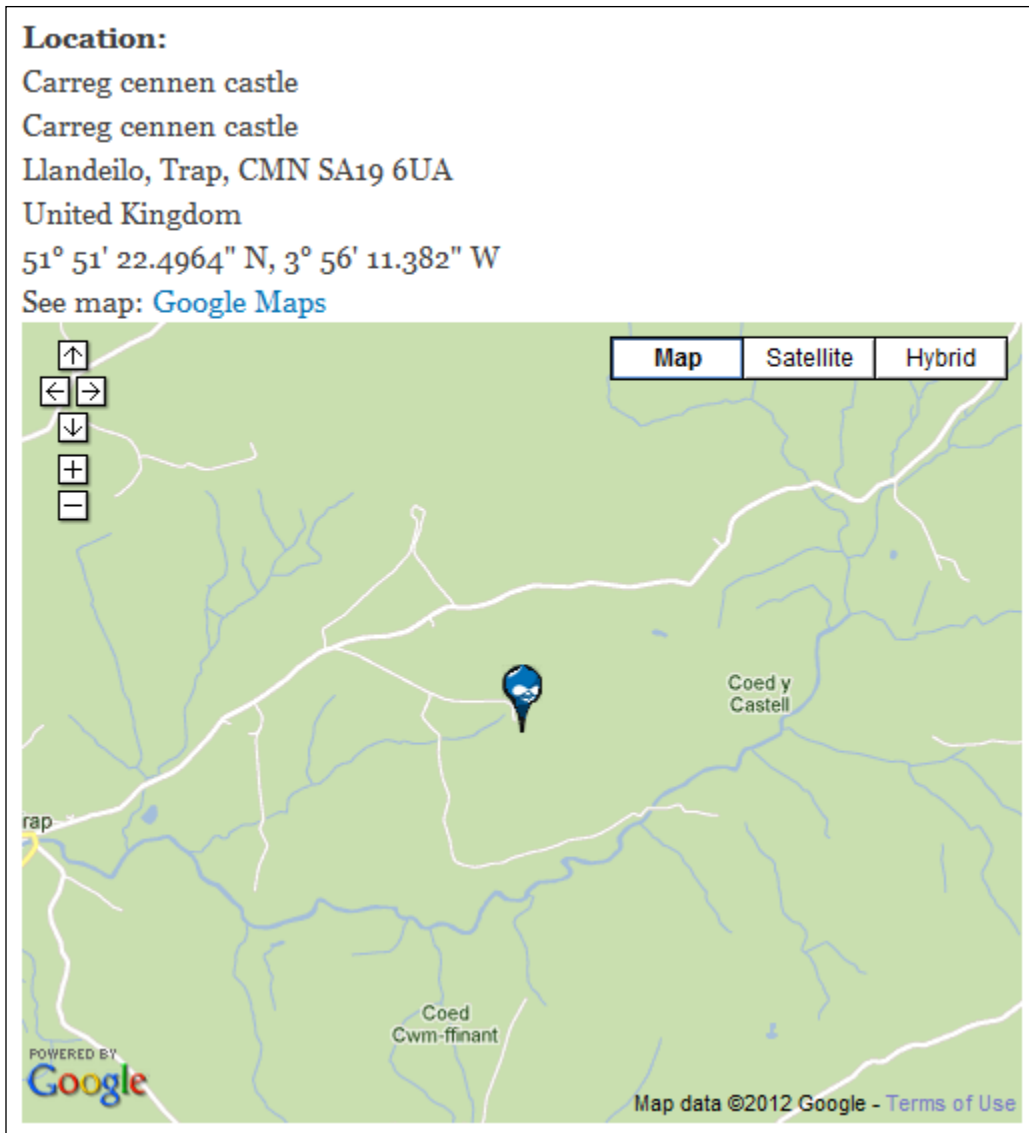 Location:
Carreg cennen castle
Carreg cennen castle
Llandeilo, Trap, CMN SA19 6UA
United Kingdom
51° 51' 22.4964" N, 3° 56' 11.382" W
See map: Google Maps
Map Satellite Hybrid
Coed y
Castell
rap
Coed
Cwm-ffinant
POWERED BY
Google
Map data ©2012 Google - Terms of Use